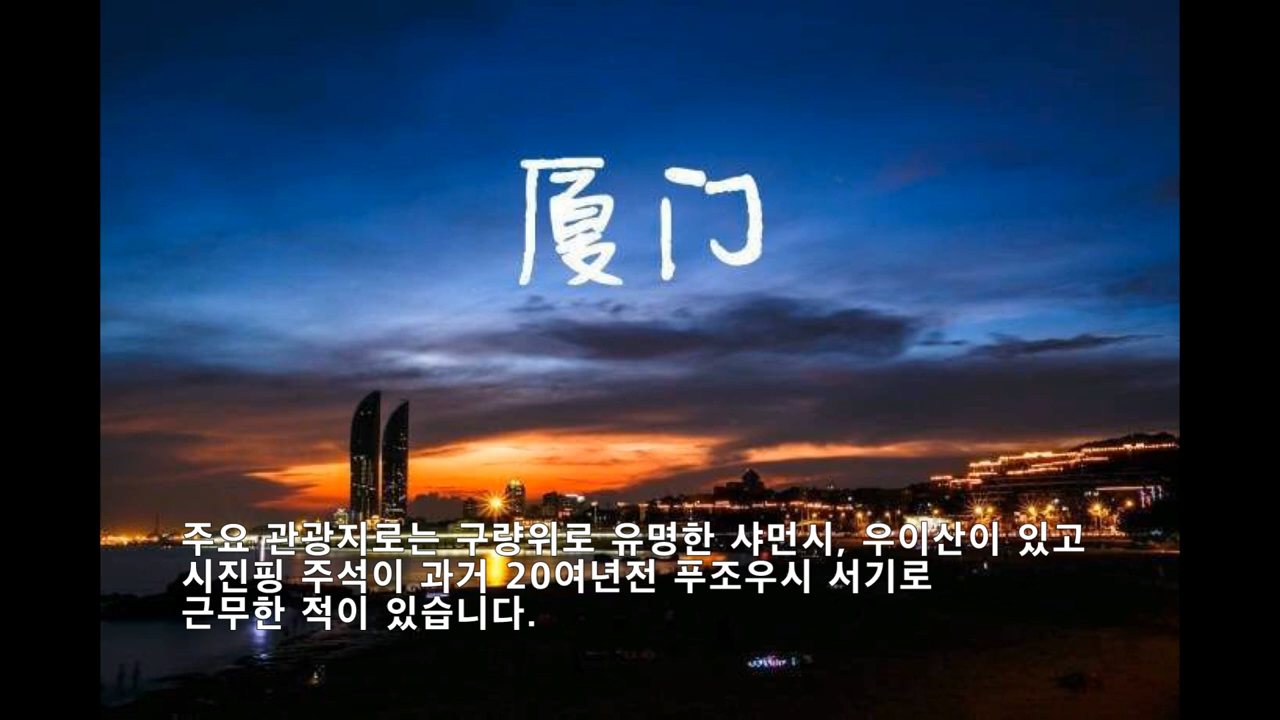 厦门
주요 관광지로는 구량위로 유명한 샤먼시, 우이산이 있고
시진핑 주석이 과거 20여년전 푸조우시 서기로
근무한 적이 있습니다.